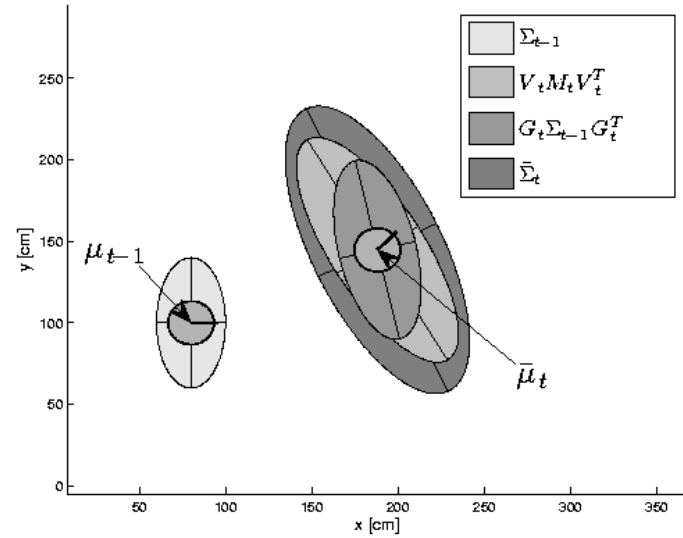 Σ_{t-1}
V_t M_t V_t^T
G_t Σ_{t-1} G_t^T
Σ̄_t
250
200
150
100
50
0
y [cm]
μ_{t-1}
μ̄_t
50 100 150 200 250 300 350
x [cm]